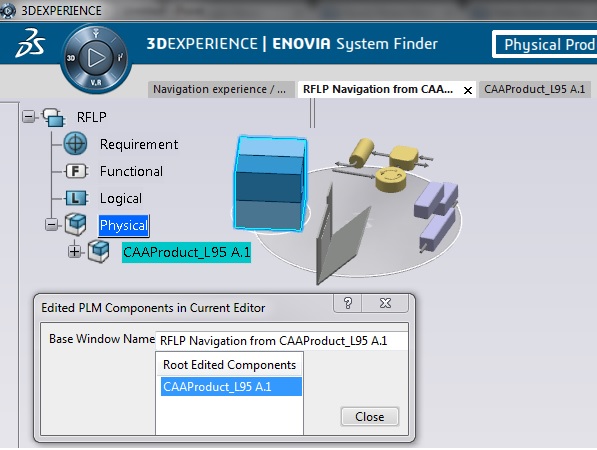 3DEXPERIENCE
3DEXPERIENCE | ENOVIA System Finder
Physical Prod
3D
V.R
Navigation experience / ...
RFLP Navigation from CAA...
CAAProduct_L95 A.1
RFLP
Requirement
F Functional
L Logical
Physical
CAAProduct_L95 A.1
Edited PLM Components in Current Editor
Base Window Name RFLP Navigation from CAAProduct_L95 A.1
Root Edited Components
CAAProduct_L95 A.1
Close